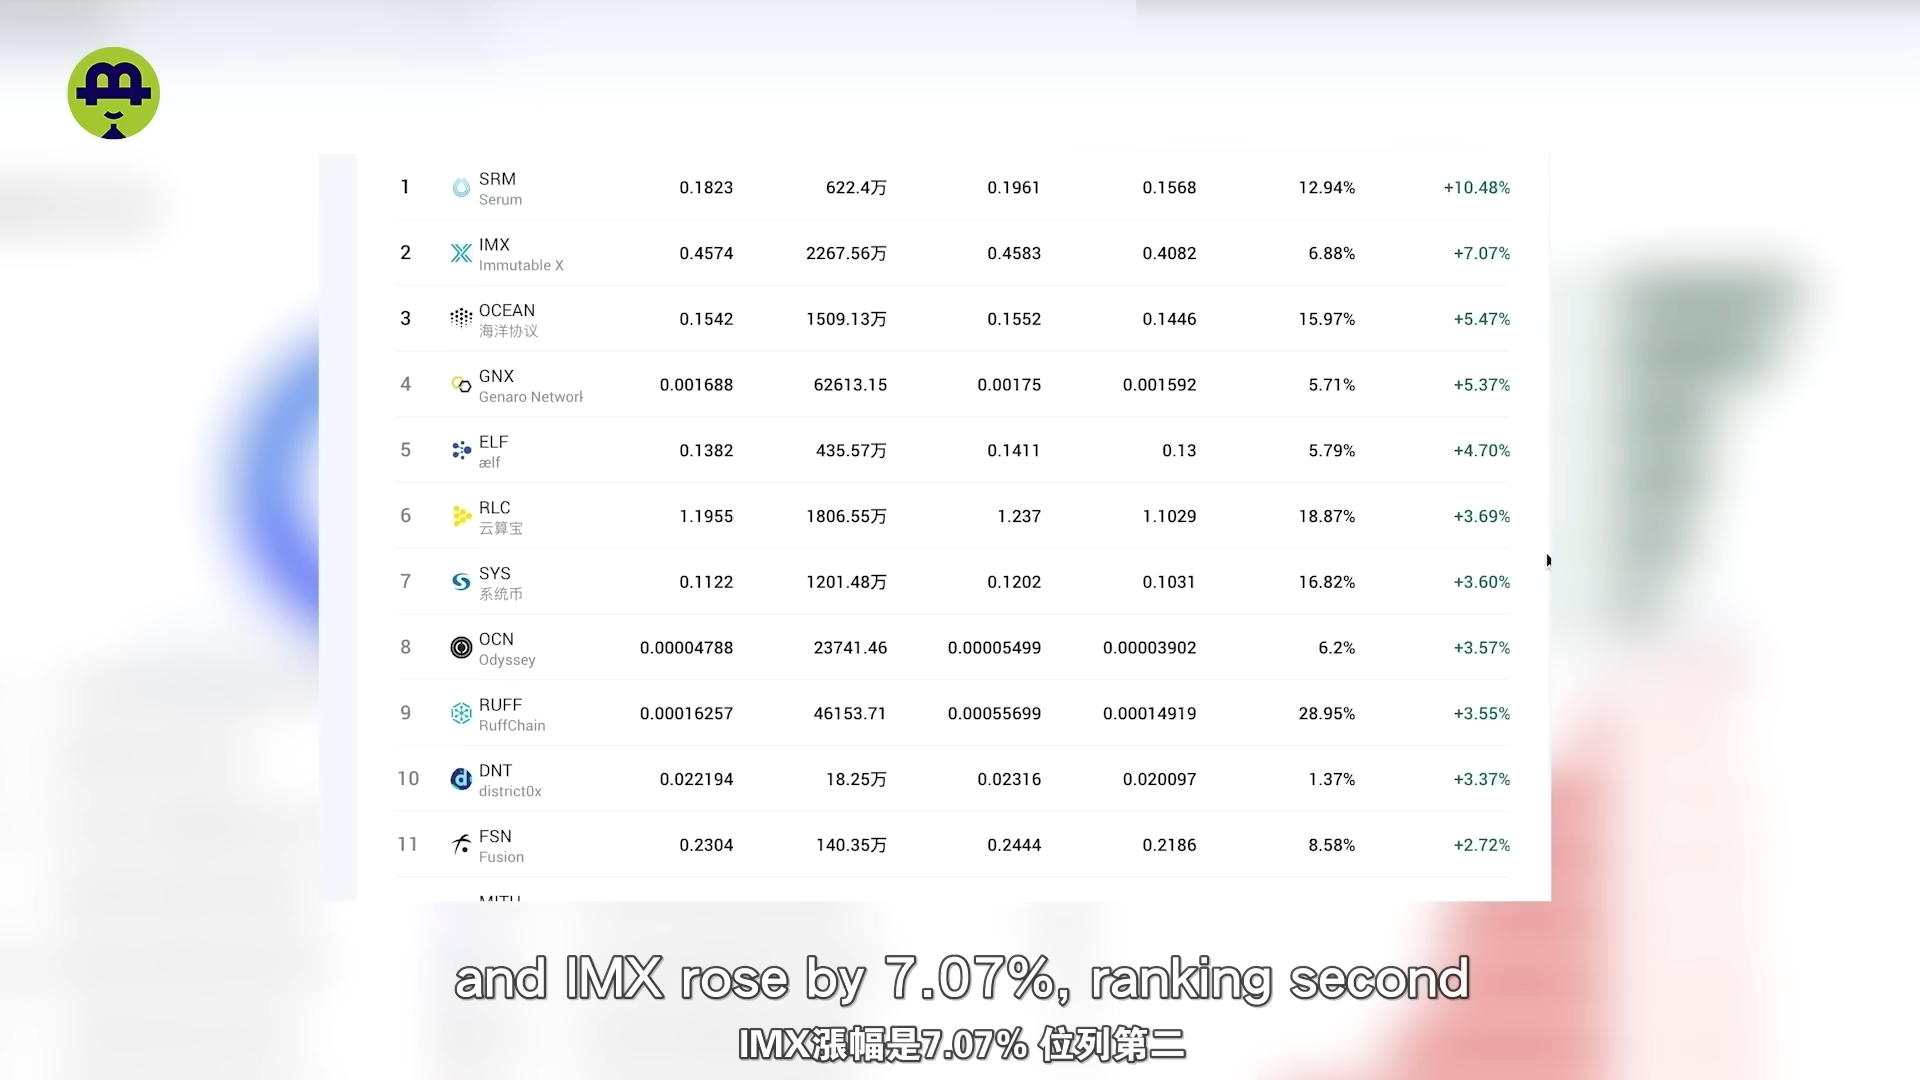 1 SRM 0.1823 622.4万 0.1961 0.1568 12.94% +10.48%
Serum
2 IMX 0.4574 2267.56万 0.4583 0.4082 6.88% +7.07%
Immutable X
3 OCEAN 0.1542 1509.13万 0.1552 0.1446 15.97% +5.47%
海洋协议
4 GNX 0.001688 62613.15 0.00175 0.001592 5.71% +5.37%
Genaro Network
5 ELF 0.1382 435.57万 0.1411 0.13 5.79% +4.70%
ælf
6 RLC 1.1955 1806.55万 1.237 1.1029 18.87% +3.69%
云算宝
7 SYS 0.1122 1201.48万 0.1202 0.1031 16.82% +3.60%
系统币
8 OCN 0.00004788 23741.46 0.00005499 0.00003902 6.2% +3.57%
Odyssey
9 RUFF 0.00016257 46153.71 0.00055699 0.00014919 28.95% +3.55%
RuffChain
10 DNT 0.022194 18.25万 0.02316 0.020097 1.37% +3.37%
district0x
11 FSN 0.2304 140.35万 0.2444 0.2186 8.58% +2.72%
Fusion
and IMX rose by 7.07%, ranking second
IMX漲幅是7.07% 位列第二